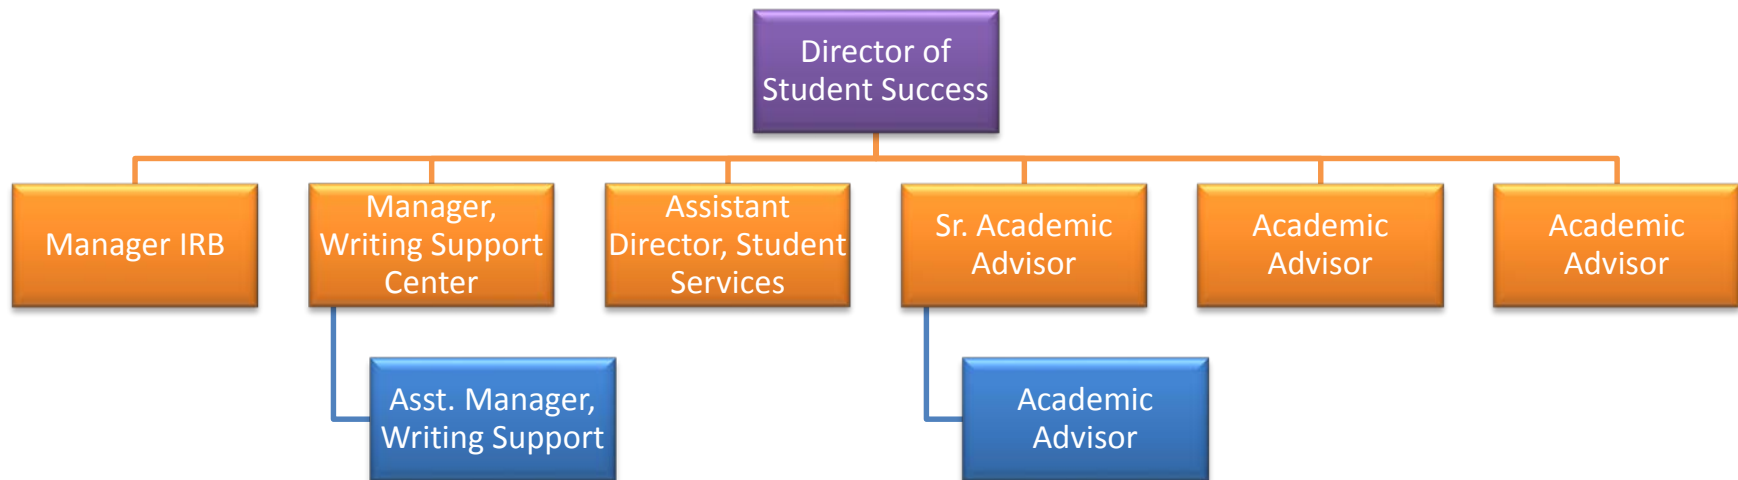 Director of
Student Success
Manager IRB
Manager,
Writing Support
Center
Assistant
Director, Student
Services
Sr. Academic
Advisor
Academic
Advisor
Academic
Advisor
Asst. Manager,
Writing Support
Academic
Advisor